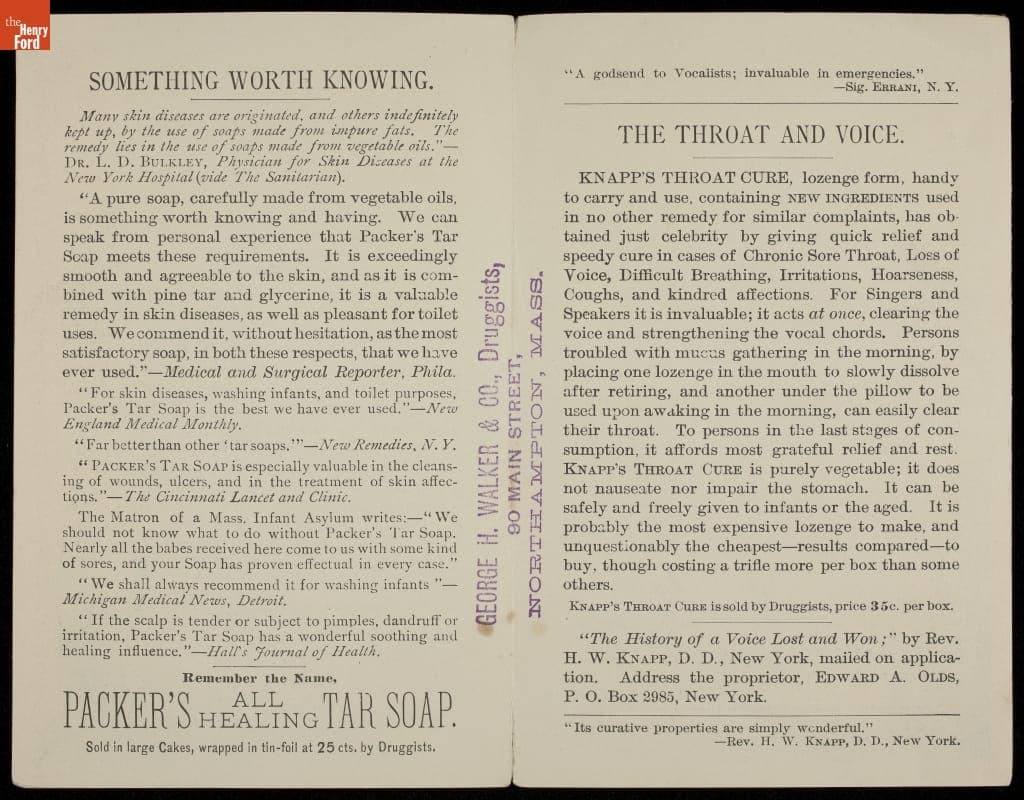 the
Henry
Ford
SOMETHING WORTH KNOWING.
Many skin diseases are originated, and others indefinitely
kept up, by the use of soaps made from impure fats. The
remedy lies in the use of soaps made from vegetable oils."—
DR. L. D. BULKLEY, Physician for Skin Diseases at the
New York Hospital (vide The Sanitarian).
"A pure soap, carefully made from vegetable oils,
is something worth knowing and having. We can
speak from personal experience that Packer's Tar
Soap meets these requirements. It is exceedingly
smooth and agreeable to the skin, and as it is com-
bined with pine tar and glycerine, it is a valuable
remedy in skin diseases, as well as pleasant for toilet
uses. We commend it, without hesitation, as the most
satisfactory soap, in both these respects, that we have
ever used."—Medical and Surgical Reporter, Phila.
"For skin diseases, washing infants, and toilet purposes,
Packer's Tar Soap is the best we have ever used."—New
England Medical Monthly.
"Far better than other 'tar soaps.'"—New Remedies, N. Y.
"PACKER'S TAR SOAP is especially valuable in the cleans-
ing of wounds, ulcers, and in the treatment of skin affec-
tions."—The Cincinnati Lancet and Clinic.
The Matron of a Mass. Infant Asylum writes:—"We
should not know what to do without Packer's Tar Soap.
Nearly all the babes received here come to us with some kind
of sores, and your Soap has proven effectual in every case."
"We shall always recommend it for washing infants "—
Michigan Medical News, Detroit.
"If the scalp is tender or subject to pimples, dandruff or
irritation, Packer's Tar Soap has a wonderful soothing and
healing influence."—Hall's Journal of Health.
Remember the Name,
PACKER'S ALL HEALING TAR SOAP.
Sold in large Cakes, wrapped in tin-foil at 25 cts. by Druggists.
GEORGE H. WALKER & CO., Druggists,
90 MAIN STREET,
NORTHAMPTON, MASS.
"A godsend to Vocalists; invaluable in emergencies."
—Sig. ERRANI, N. Y.
THE THROAT AND VOICE.
KNAPP'S THROAT CURE, lozenge form, handy
to carry and use, containing NEW INGREDIENTS used
in no other remedy for similar complaints, has ob-
tained just celebrity by giving quick relief and
speedy cure in cases of Chronic Sore Throat, Loss of
Voice, Difficult Breathing, Irritations, Hoarseness,
Coughs, and kindred affections. For Singers and
Speakers it is invaluable; it acts at once, clearing the
voice and strengthening the vocal chords. Persons
troubled with mucus gathering in the morning, by
placing one lozenge in the mouth to slowly dissolve
after retiring, and another under the pillow to be
used upon awaking in the morning, can easily clear
their throat. To persons in the last stages of con-
sumption, it affords most grateful relief and rest.
KNAPP'S THROAT CURE is purely vegetable; it does
not nauseate nor impair the stomach. It can be
safely and freely given to infants or the aged. It is
probably the most expensive lozenge to make, and
unquestionably the cheapest—results compared—to
buy, though costing a trifle more per box than some
others.
KNAPP'S THROAT CURE is sold by Druggists, price 35c. per box.
"The History of a Voice Lost and Won;" by Rev.
H. W. KNAPP, D. D., New York, mailed on applica-
tion. Address the proprietor, EDWARD A. OLDS,
P. O. Box 2985, New York.
"Its curative properties are simply wonderful."
—Rev. H. W. KNAPP, D. D., New York.